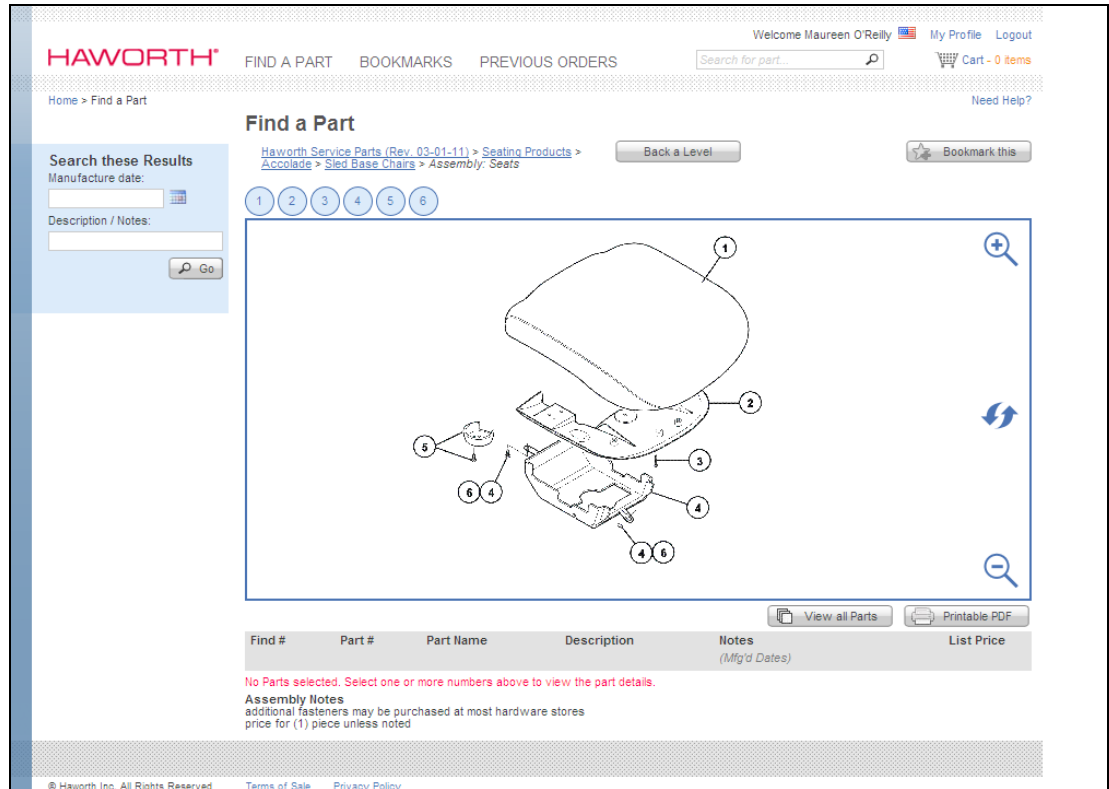 Welcome Maureen O'Reilly My Profile Logout
HAWORTH®
FIND A PART BOOKMARKS PREVIOUS ORDERS
Search for part...
Cart - 0 items
Home > Find a Part
Need Help?
Find a Part
Haworth Service Parts (Rev. 03-01-11) > Seating Products >
Accolade > Sled Base Chairs > Assembly: Seats
Back a Level
Bookmark this
Search these Results
Manufacture date:
Description / Notes:
Go
1 2 3 4 5 6
1
2
5
3
6 4
4
4 6
View all Parts
Printable PDF
Find # Part # Part Name Description Notes List Price
(Mfg'd Dates)
No Parts selected. Select one or more numbers above to view the part details.
Assembly Notes
additional fasteners may be purchased at most hardware stores
price for (1) piece unless noted
© Haworth Inc. All Rights Reserved Terms of Sale Privacy Policy